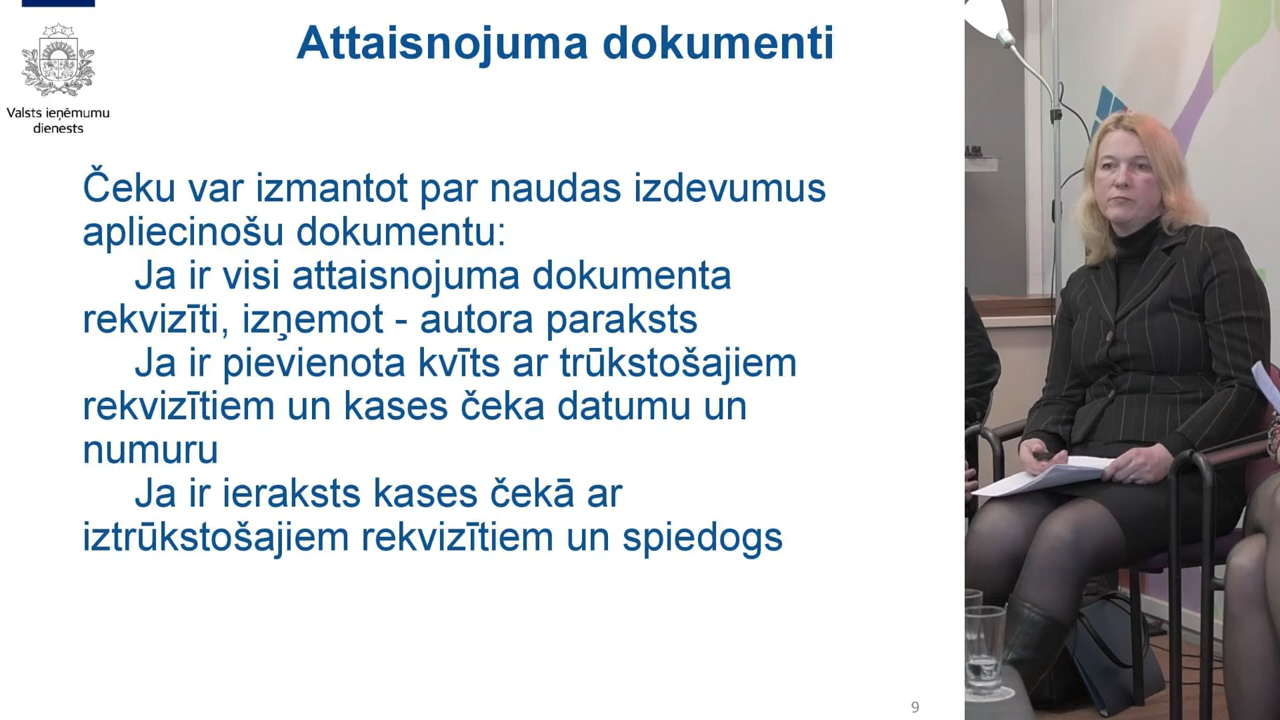 Attaisnojuma dokumenti
Valsts ieņēmumu
dienests
Čeku var izmantot par naudas izdevumus
apliecinošu dokumentu:
Ja ir visi attaisnojuma dokumenta
rekvizīti, izņemot - autora paraksts
Ja ir pievienota kvīts ar trūkstošajiem
rekvizītiem un kases čeka datumu un
numuru
Ja ir ieraksts kases čekā ar
iztrūkstošajiem rekvizītiem un spiedogs
9